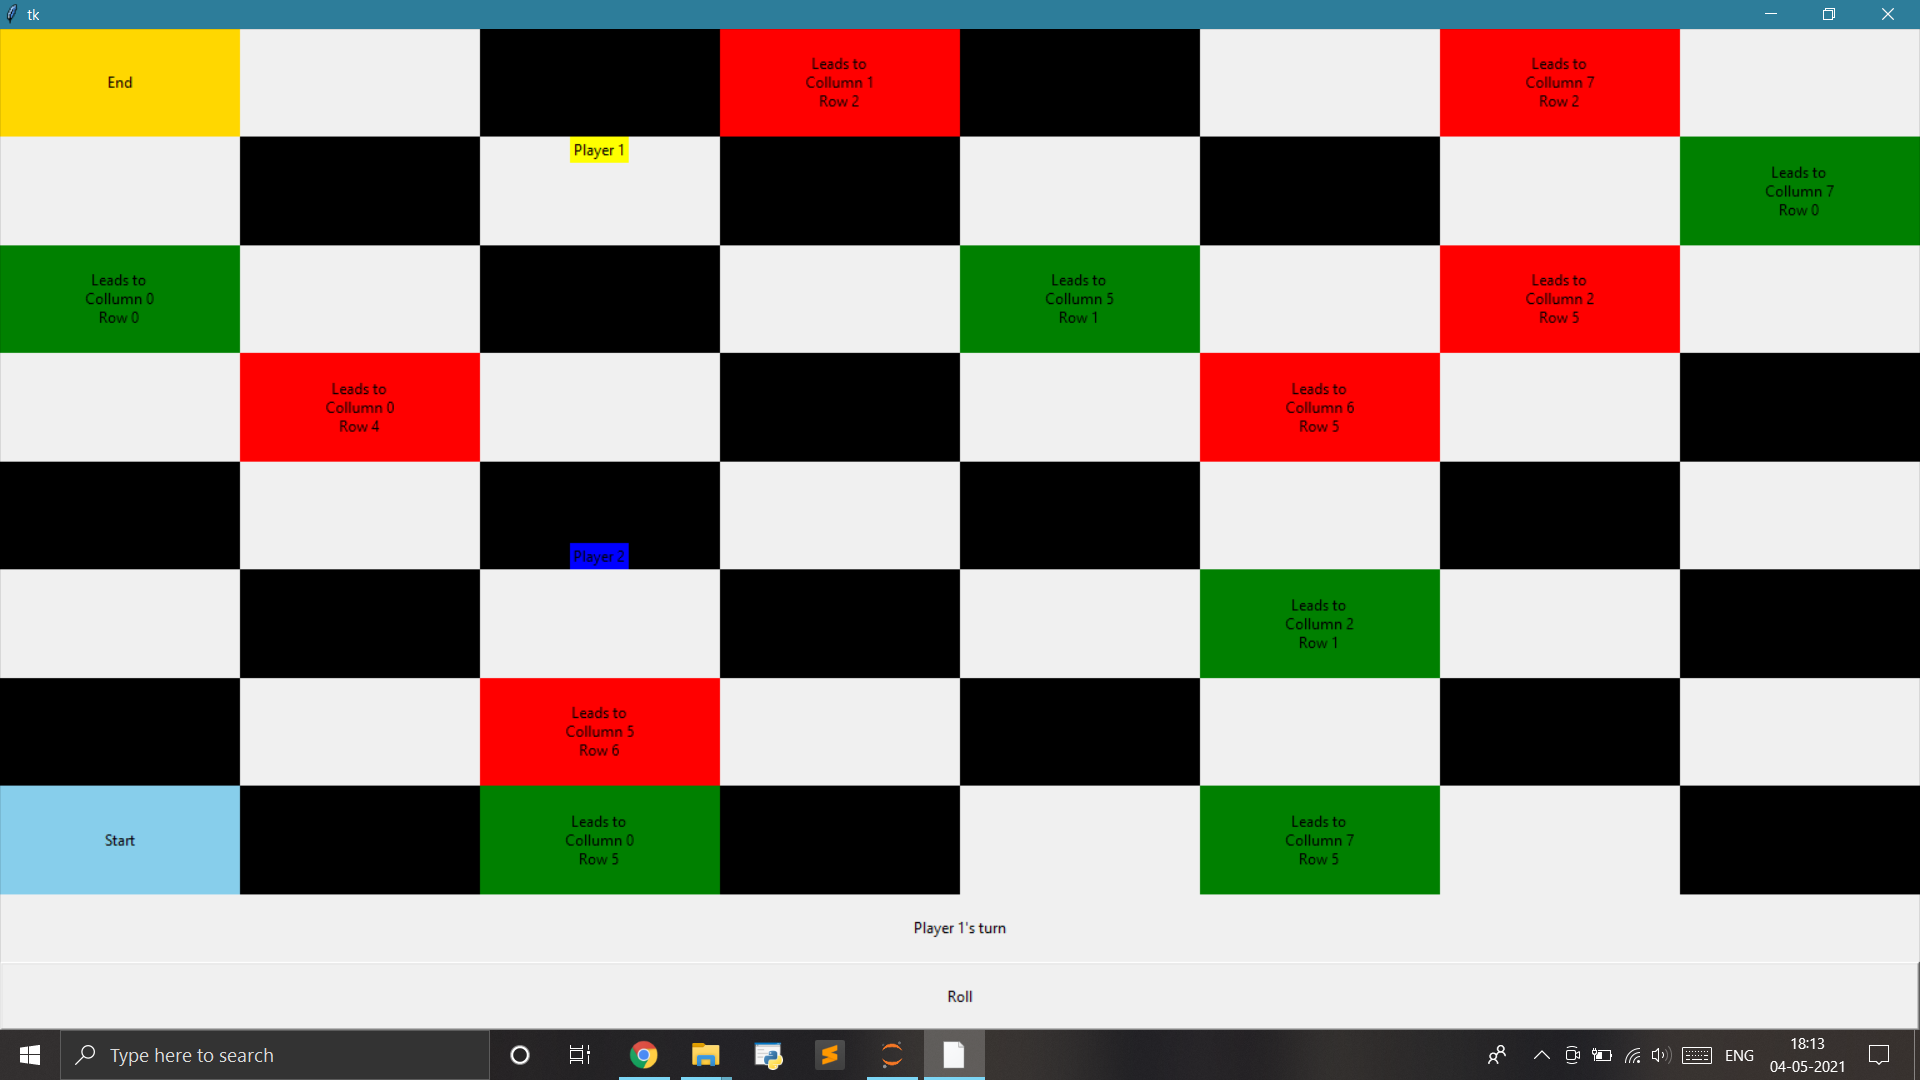 tk
End
Leads to
Collumn 1
Row 2
Leads to
Collumn 7
Row 2
Player 1
Leads to
Collumn 7
Row 0
Leads to
Collumn 0
Row 0
Leads to
Collumn 5
Row 1
Leads to
Collumn 2
Row 5
Leads to
Collumn 0
Row 4
Leads to
Collumn 6
Row 5
Player 2
Leads to
Collumn 2
Row 1
Leads to
Collumn 5
Row 6
Start
Leads to
Collumn 0
Row 5
Leads to
Collumn 7
Row 5
Player 1's turn
Roll
Type here to search
ENG
18:13
04-05-2021